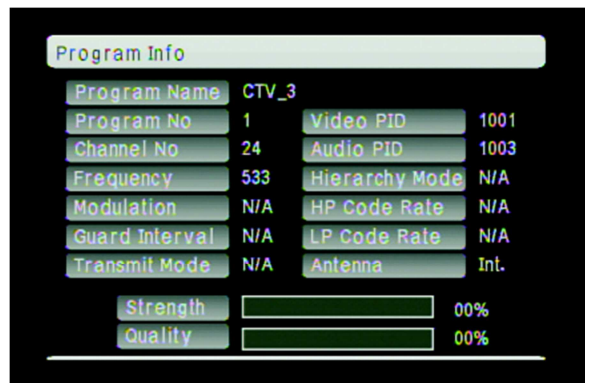 Program Info
Program Name CTV_3
Program No 1 Video PID 1001
Channel No 24 Audio PID 1003
Frequency 533 Hierarchy Mode N/A
Modulation N/A HP Code Rate N/A
Guard Interval N/A LP Code Rate N/A
Transmit Mode N/A Antenna Int.
Strength 00%
Quality 00%